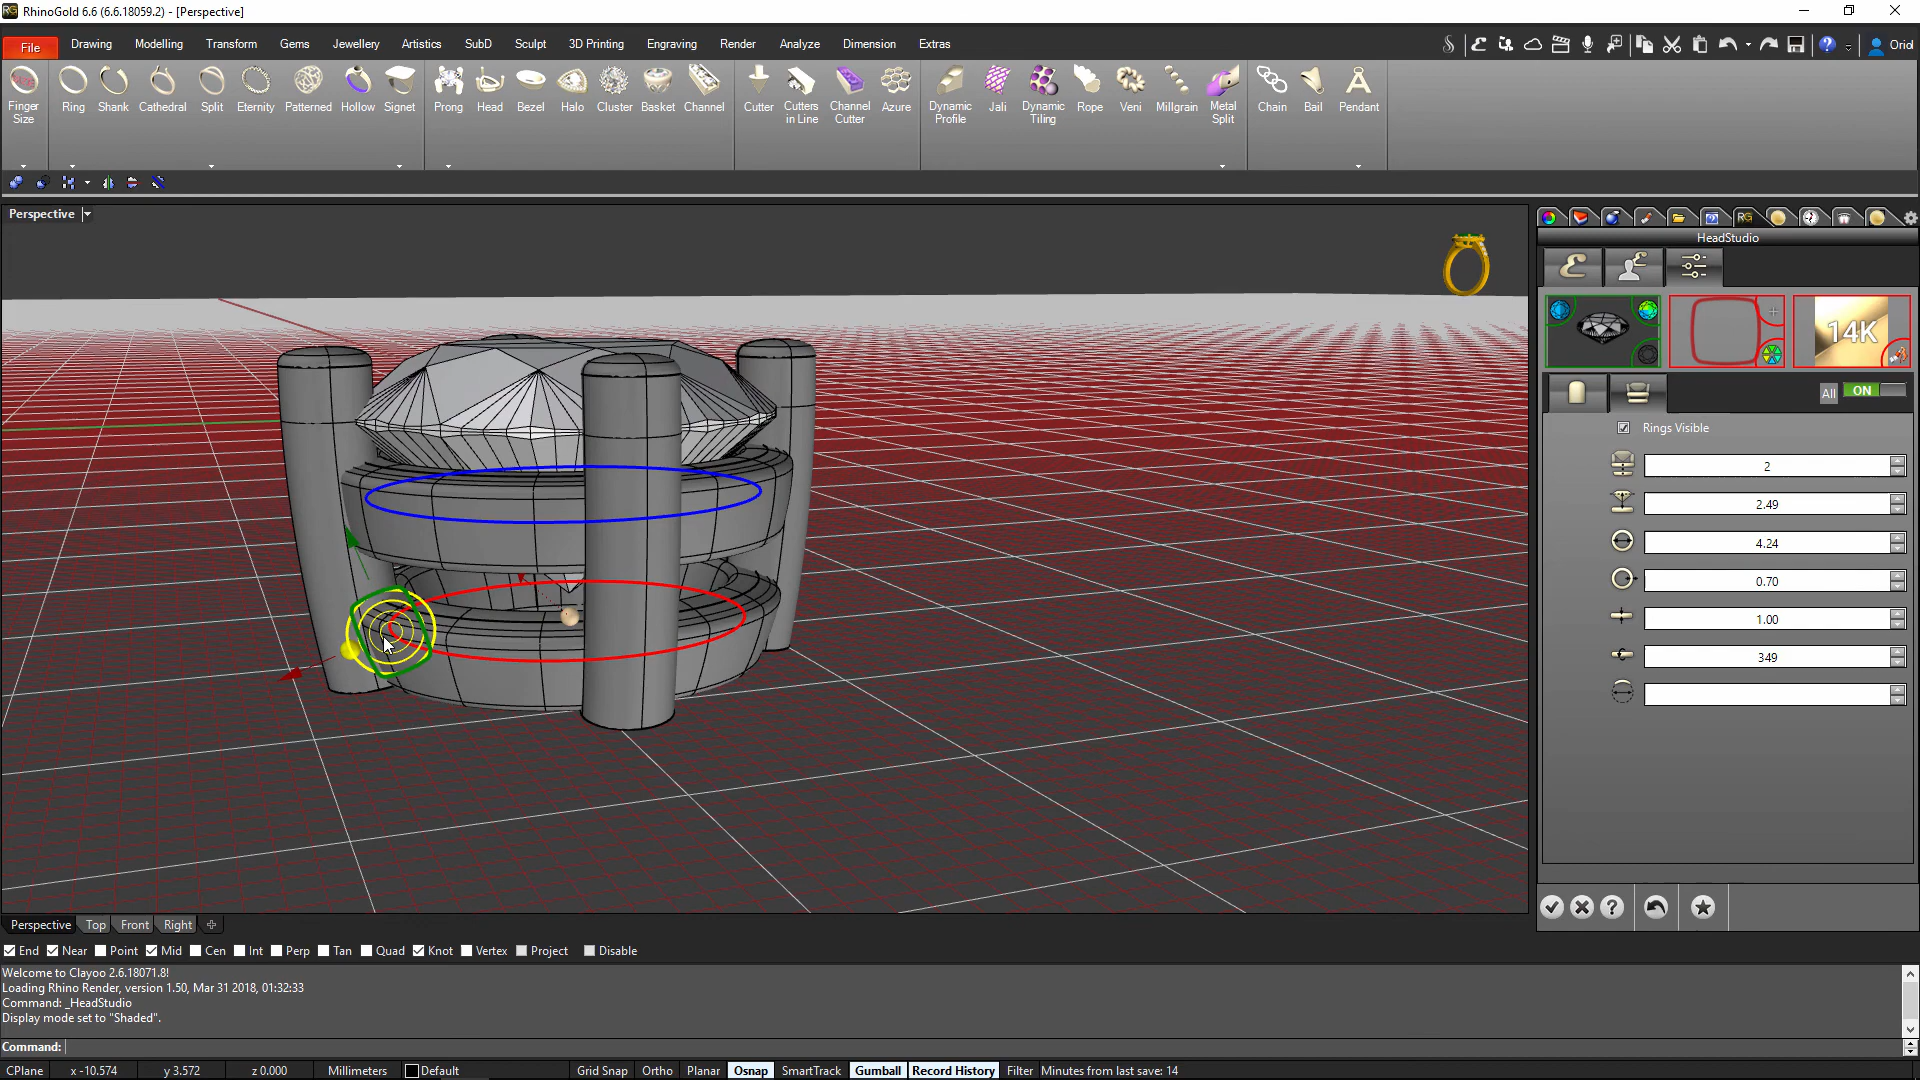 RhinoGold 6.6 (6.6.18059.2) - [Perspective]
File Drawing Modelling Transform Gems Jewellery Artistics SubD Sculpt 3D Printing Engraving Render Analyze Dimension Extras Oriol
Finger Size Ring Shank Cathedral Split Eternity Patterned Hollow Signet Prong Head Bezel Halo Cluster Basket Channel Cutter Cutters in Line Channel Cutter Azure Dynamic Profile Jali Dynamic Tiling Rope Veni Millgrain Metal Split Chain Bail Pendant
Perspective
HeadStudio
14K
All ON
Rings Visible
2
2.49
4.24
0.70
1.00
349
Perspective Top Front Right
End Near Point Mid Cen Int Perp Tan Quad Knot Vertex Project Disable
Welcome to Clayoo 2.6.18071.8!
Loading Rhino Render, version 1.50, Mar 31 2018, 01:32:33
Command: _HeadStudio
Display mode set to "Shaded".
Command:
CPlane x -10.574 y 3.572 z 0.000 Millimeters Default Grid Snap Ortho Planar Osnap SmartTrack Gumball Record History Filter Minutes from last save: 14